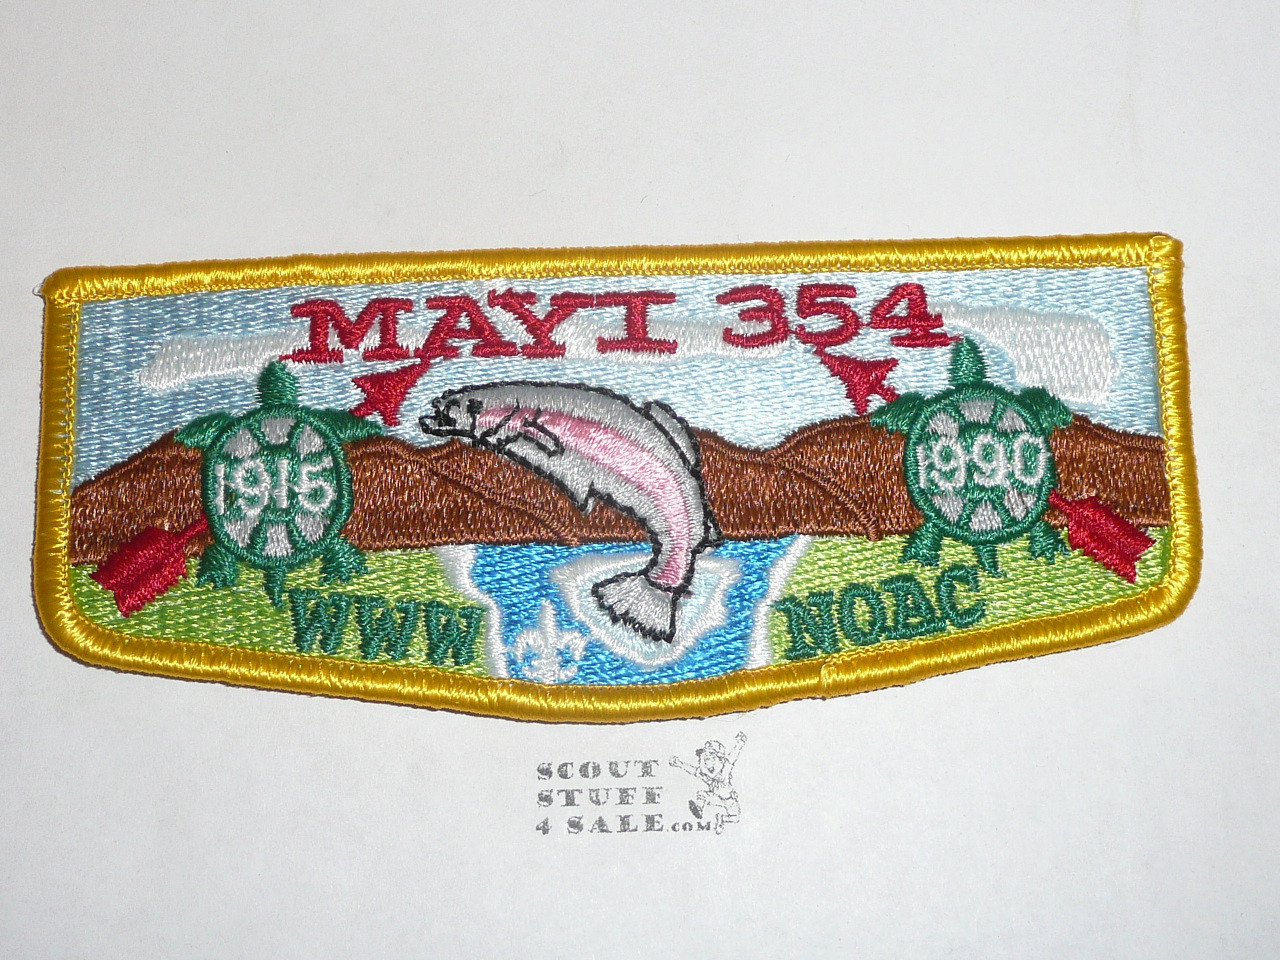 MAYI 354
1915
1990
WWW
NOAC
SCOUT
STUFF
4 SALE.COM